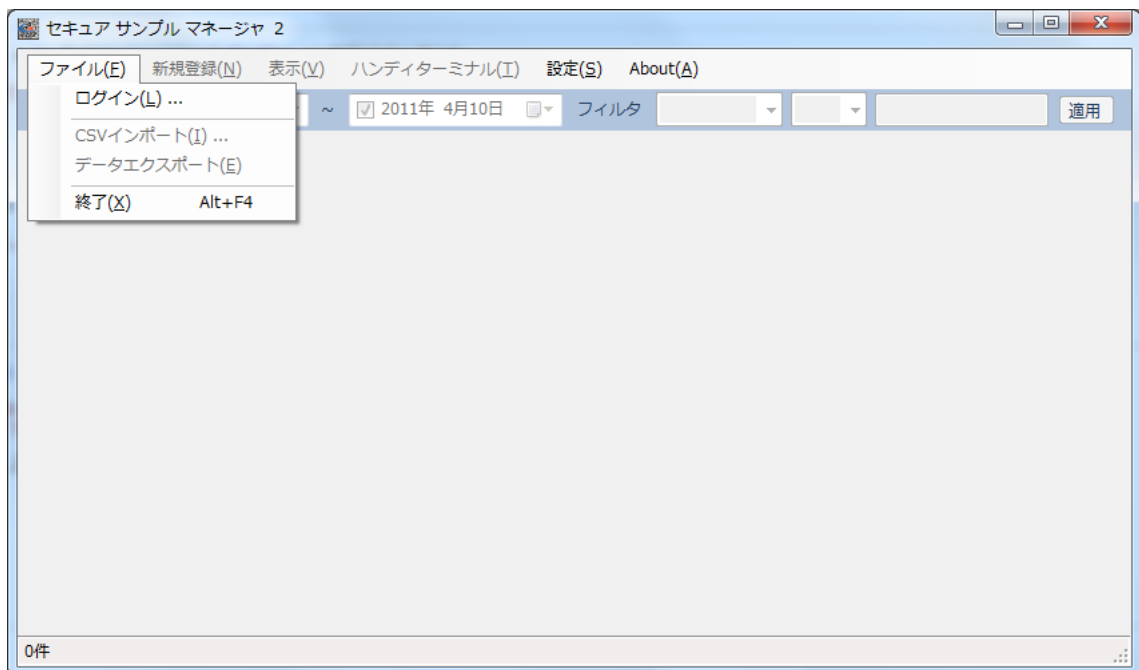 セキュア サンプル マネージャ 2
ファイル(F) 新規登録(N) 表示(V) ハンディターミナル(T) 設定(S) About(A)
~ 2011年 4月10日 フィルタ 適用
ログイン(L) ...
CSVインポート(I) ...
データエクスポート(E)
終了(X) Alt+F4
0件